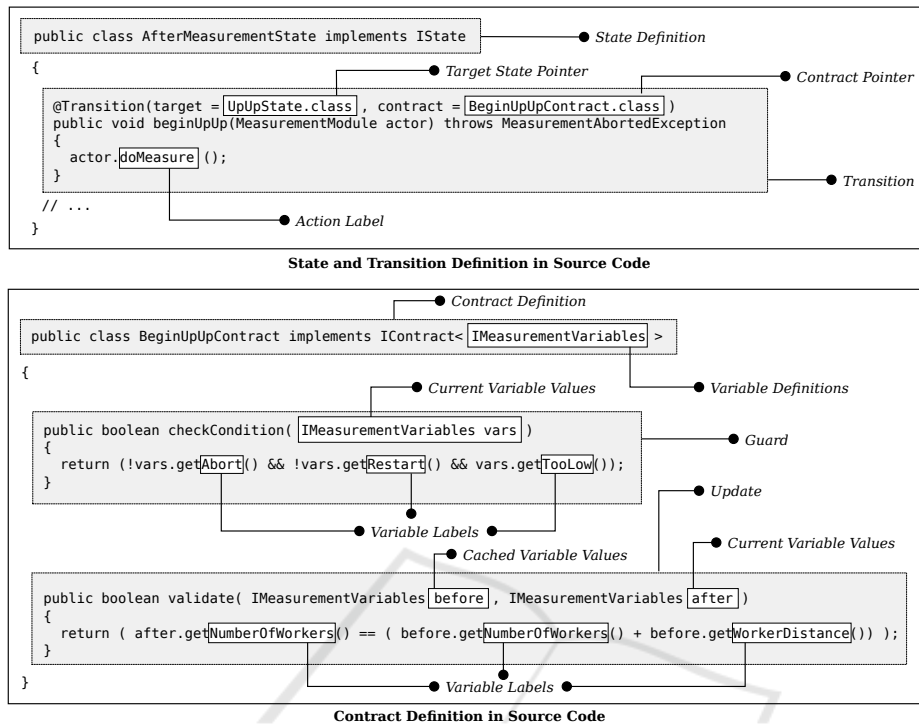 public class AfterMeasurementState implements IState
State Definition
{
Target State Pointer
Contract Pointer
@Transition(target = UpUpState.class , contract = BeginUpUpContract.class )
public void beginUpUp(MeasurementModule actor) throws MeasurementAbortedException
{
actor.doMeasure ();
}
Transition
// ...
Action Label
}
State and Transition Definition in Source Code
Contract Definition
public class BeginUpUpContract implements IContract< IMeasurementVariables >
{
Current Variable Values
Variable Definitions
public boolean checkCondition( IMeasurementVariables vars )
Guard
{
return (!vars.getAbort() && !vars.getRestart() && vars.getTooLow());
}
Update
Variable Labels
Cached Variable Values
Current Variable Values
public boolean validate( IMeasurementVariables before , IMeasurementVariables after )
{
return ( after.getNumberOfWorkers() == ( before.getNumberOfWorkers() + before.getWorkerDistance()) );
}
}
Variable Labels
Contract Definition in Source Code